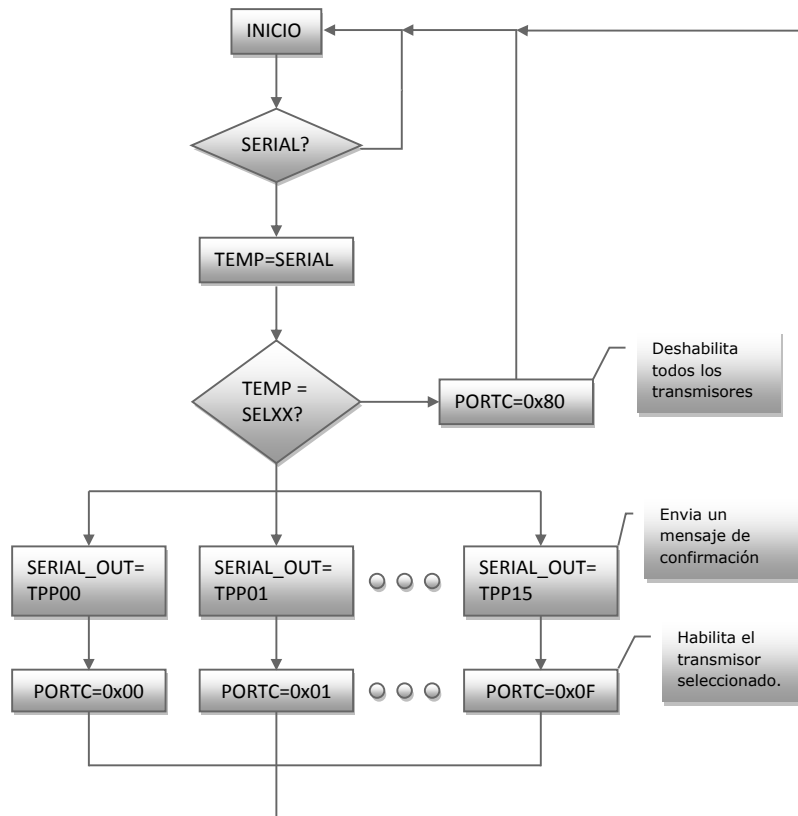 INICIO
SERIAL?
TEMP=SERIAL
TEMP =
SELXX?
PORTC=0x80
Deshabilita
todos los
transmisores
SERIAL_OUT=
TPP00
SERIAL_OUT=
TPP01
SERIAL_OUT=
TPP15
Envia un
mensaje de
confirmación
PORTC=0x00
PORTC=0x01
PORTC=0x0F
Habilita el
transmisor
seleccionado.